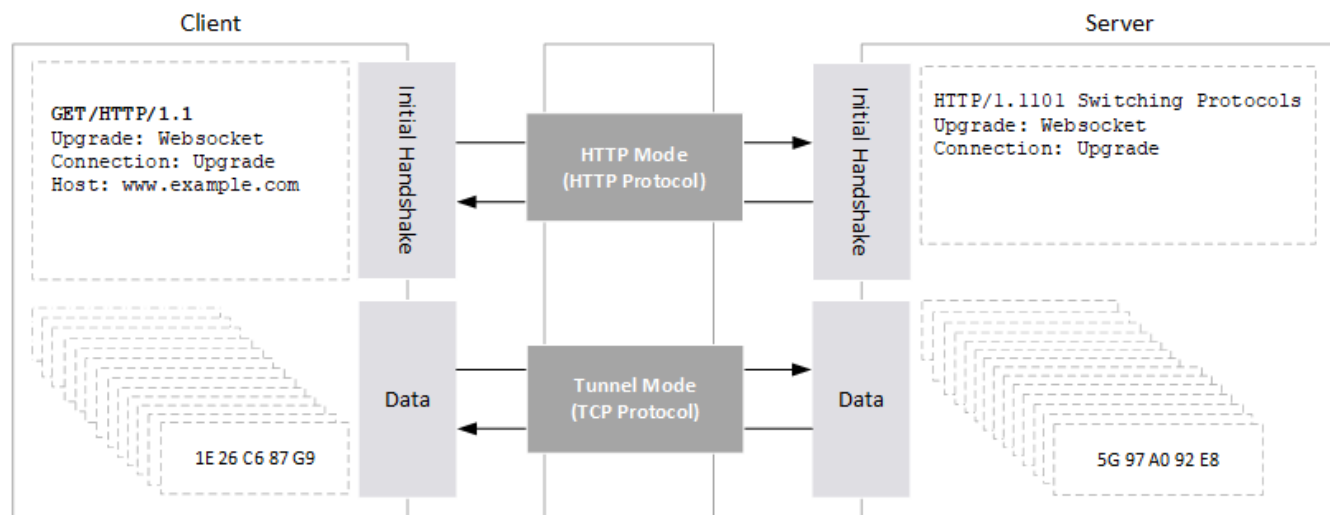 Client
Server
GET/HTTP/1.1
Upgrade: Websocket
Connection: Upgrade
Host: www.example.com
Initial Handshake
HTTP Mode
(HTTP Protocol)
Initial Handshake
HTTP/1.1101 Switching Protocols
Upgrade: Websocket
Connection: Upgrade
1E 26 C6 87 G9
Data
Tunnel Mode
(TCP Protocol)
Data
5G 97 A0 92 E8